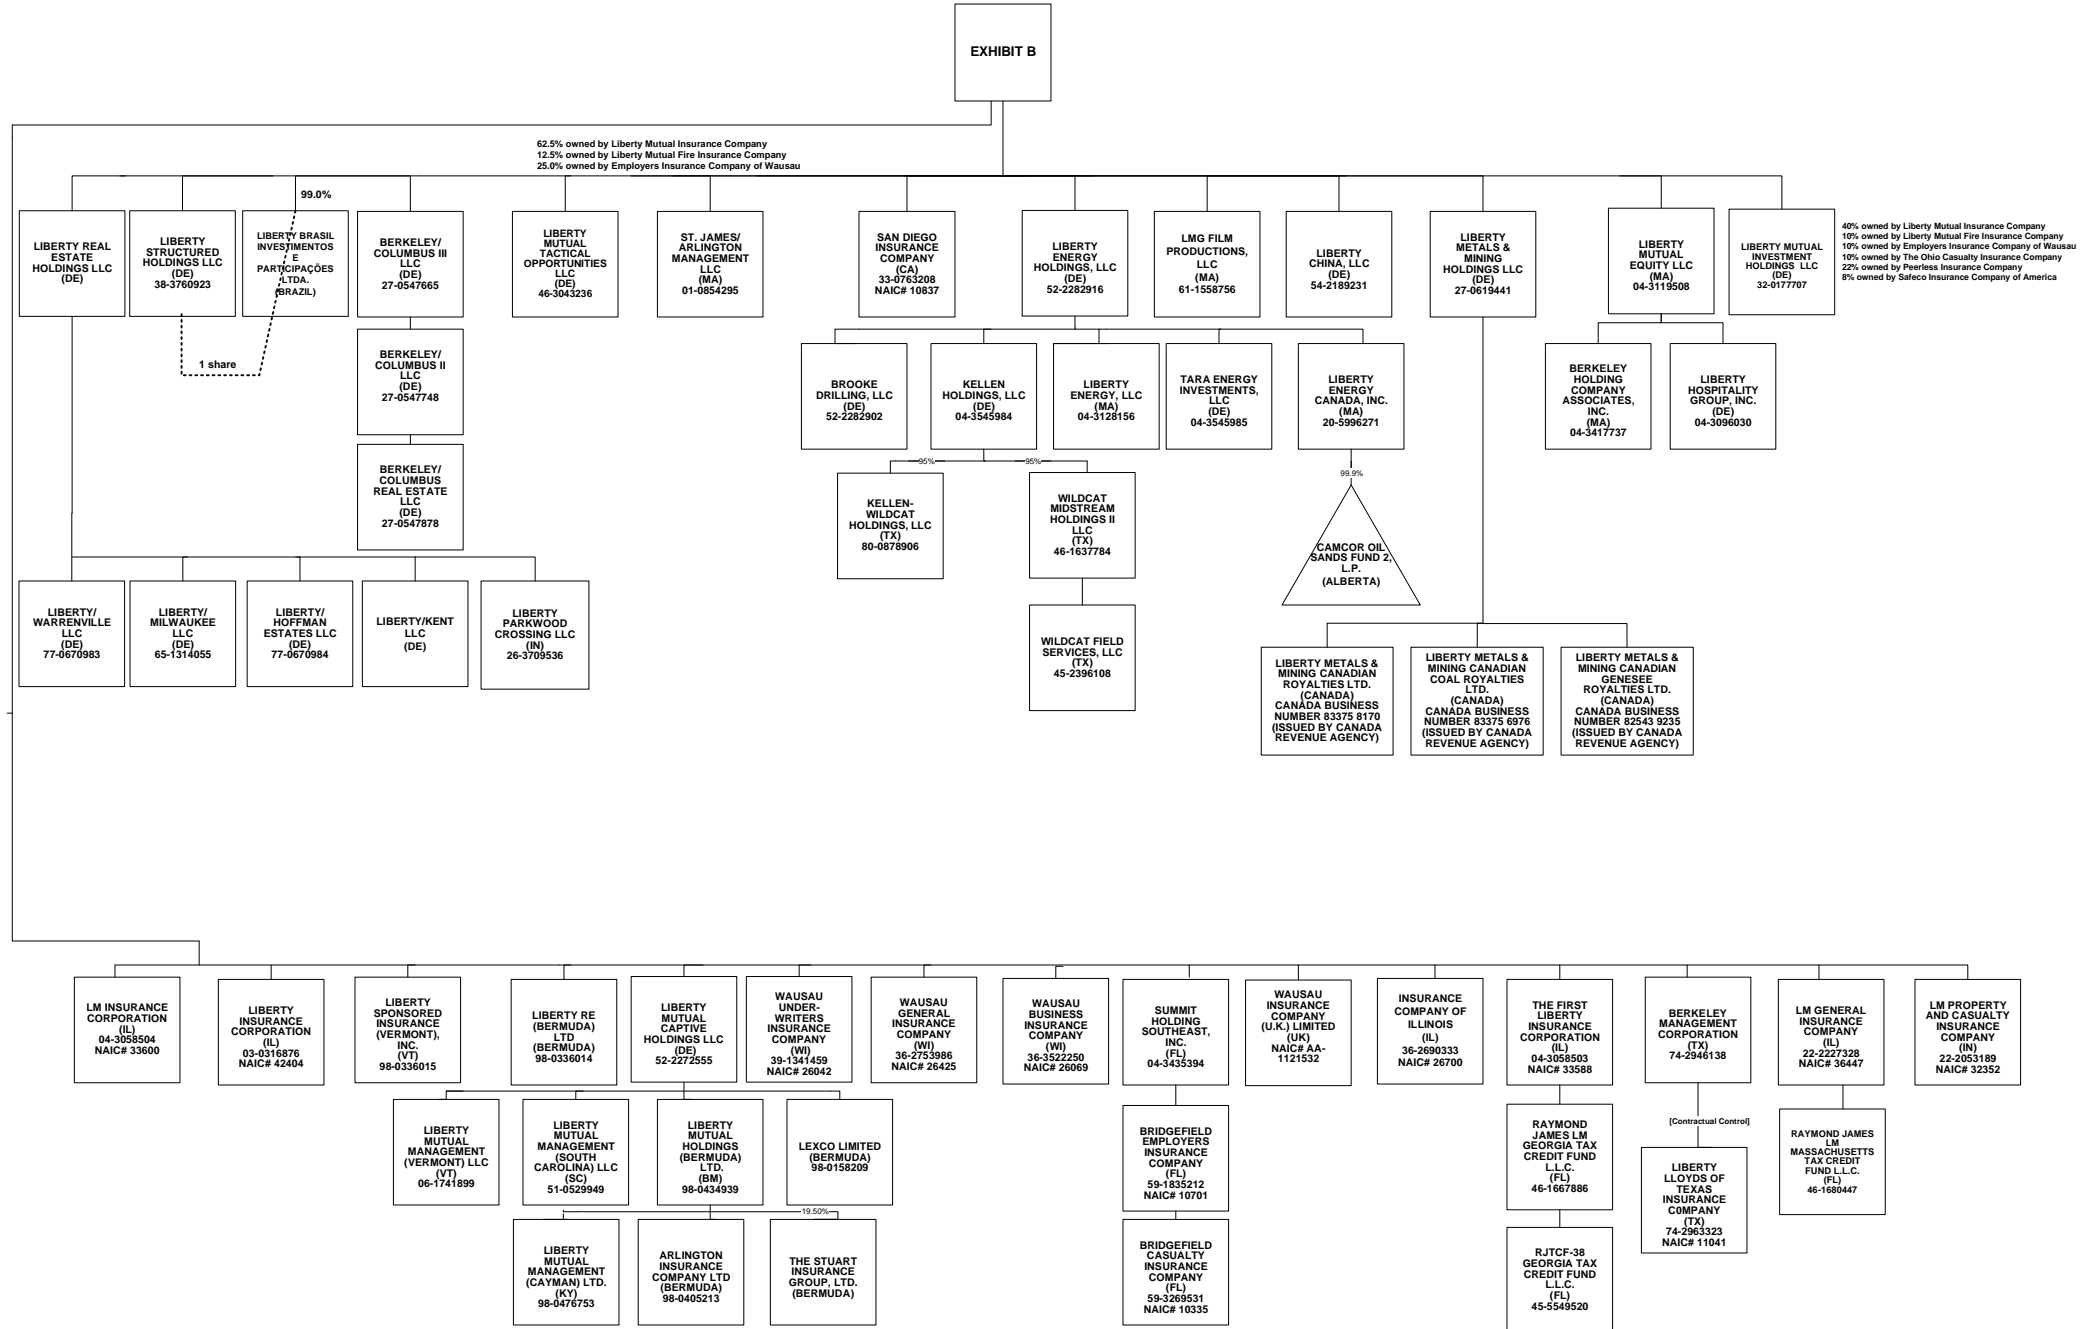 EXHIBIT B
62.5% owned by Liberty Mutual Insurance Company
12.5% owned by Liberty Mutual Fire Insurance Company
25.0% owned by Employers Insurance Company of Wausau
99.0%
LIBERTY REAL
ESTATE
HOLDINGS LLC
(DE)
LIBERTY
STRUCTURED
HOLDINGS LLC
(DE)
38-3760923
LIBERTY BRASIL
INVESTIMENTOS
E
PARTICIPAÇÕES
LTDA.
(BRAZIL)
1 share
BERKELEY/
COLUMBUS III
LLC
(DE)
27-0547665
LIBERTY
MUTUAL
TACTICAL
OPPORTUNITIES
LLC
(DE)
46-3043236
ST. JAMES/
ARLINGTON
MANAGEMENT
LLC
(MA)
01-0854295
SAN DIEGO
INSURANCE
COMPANY
(CA)
33-0763208
NAIC# 10837
LIBERTY
ENERGY
HOLDINGS, LLC
(DE)
52-2282916
LMG FILM
PRODUCTIONS,
LLC
(MA)
61-1558756
LIBERTY
CHINA, LLC
(DE)
54-2189231
LIBERTY
METALS &
MINING
HOLDINGS LLC
(DE)
27-0619441
LIBERTY
MUTUAL
EQUITY LLC
(MA)
04-3119508
LIBERTY MUTUAL
INVESTMENT
HOLDINGS LLC
(DE)
32-0177707
40% owned by Liberty Mutual Insurance Company
10% owned by Liberty Mutual Fire Insurance Company
10% owned by Employers Insurance Company of Wausau
10% owned by The Ohio Casualty Insurance Company
22% owned by Peerless Insurance Company
8% owned by Safeco Insurance Company of America
BERKELEY/
COLUMBUS II
LLC
(DE)
27-0547748
BROOKE
DRILLING, LLC
(DE)
52-2282902
KELLEN
HOLDINGS, LLC
(DE)
04-3545984
LIBERTY
ENERGY, LLC
(MA)
04-3128156
TARA ENERGY
INVESTMENTS,
LLC
(DE)
04-3545985
LIBERTY
ENERGY
CANADA, INC.
(MA)
20-5996271
BERKELEY
HOLDING
COMPANY
ASSOCIATES,
INC.
(MA)
04-3417737
LIBERTY
HOSPITALITY
GROUP, INC.
(DE)
04-3096030
BERKELEY/
COLUMBUS
REAL ESTATE
LLC
(DE)
27-0547878
95%
95%
99.9%
KELLEN-
WILDCAT
HOLDINGS, LLC
(TX)
80-0878906
WILDCAT
MIDSTREAM
HOLDINGS II
LLC
(TX)
46-1637784
CAMCOR OIL
SANDS FUND 2,
L.P.
(ALBERTA)
LIBERTY/
WARRENVILLE
LLC
(DE)
77-0670983
LIBERTY/
MILWAUKEE
LLC
(DE)
65-1314055
LIBERTY/
HOFFMAN
ESTATES LLC
(DE)
77-0670984
LIBERTY/KENT
LLC
(DE)
LIBERTY
PARKWOOD
CROSSING LLC
(IN)
26-3709536
WILDCAT FIELD
SERVICES, LLC
(TX)
45-2396108
LIBERTY METALS &
MINING CANADIAN
ROYALTIES LTD.
(CANADA)
CANADA BUSINESS
NUMBER 83375 8170
(ISSUED BY CANADA
REVENUE AGENCY)
LIBERTY METALS &
MINING CANADIAN
COAL ROYALTIES
LTD.
(CANADA)
CANADA BUSINESS
NUMBER 83375 6976
(ISSUED BY CANADA
REVENUE AGENCY)
LIBERTY METALS &
MINING CANADIAN
GENESEE
ROYALTIES LTD.
(CANADA)
CANADA BUSINESS
NUMBER 82543 9235
(ISSUED BY CANADA
REVENUE AGENCY)
LM INSURANCE
CORPORATION
(IL)
04-3058504
NAIC# 33600
LIBERTY
INSURANCE
CORPORATION
(IL)
03-0316876
NAIC# 42404
LIBERTY
SPONSORED
INSURANCE
(VERMONT),
INC.
(VT)
98-0336015
LIBERTY RE
(BERMUDA)
LTD
(BERMUDA)
98-0336014
LIBERTY
MUTUAL
CAPTIVE
HOLDINGS LLC
(DE)
52-2272555
WAUSAU
UNDER-
WRITERS
INSURANCE
COMPANY
(WI)
39-1341459
NAIC# 26042
WAUSAU
GENERAL
INSURANCE
COMPANY
(WI)
36-2753986
NAIC# 26425
WAUSAU
BUSINESS
INSURANCE
COMPANY
(WI)
36-3522250
NAIC# 26069
SUMMIT
HOLDING
SOUTHEAST,
INC.
(FL)
04-3435394
WAUSAU
INSURANCE
COMPANY
(U.K.) LIMITED
(UK)
NAIC# AA-
1121532
INSURANCE
COMPANY OF
ILLINOIS
(IL)
36-2690333
NAIC# 26700
THE FIRST
LIBERTY
INSURANCE
CORPORATION
(IL)
04-3058503
NAIC# 33588
BERKELEY
MANAGEMENT
CORPORATION
(TX)
74-2946138
LM GENERAL
INSURANCE
COMPANY
(IL)
22-2227328
NAIC# 36447
LM PROPERTY
AND CASUALTY
INSURANCE
COMPANY
(IN)
22-2053189
NAIC# 32352
LIBERTY
MUTUAL
MANAGEMENT
(VERMONT) LLC
(VT)
06-1741899
LIBERTY
MUTUAL
MANAGEMENT
(SOUTH
CAROLINA) LLC
(SC)
51-0529949
LIBERTY
MUTUAL
HOLDINGS
(BERMUDA)
LTD.
(BM)
98-0434939
LEXCO LIMITED
(BERMUDA)
98-0158209
BRIDGEFIELD
EMPLOYERS
INSURANCE
COMPANY
(FL)
59-1835212
NAIC# 10701
RAYMOND
JAMES LM
GEORGIA TAX
CREDIT FUND
L.L.C.
(FL)
46-1667886
[Contractual Control]
LIBERTY
LLOYDS OF
TEXAS
INSURANCE
C0MPANY
(TX)
74-2963323
NAIC# 11041
RAYMOND JAMES
LM
MASSACHUSETTS
TAX CREDIT
FUND L.L.C.
(FL)
46-1680447
19.50%
LIBERTY
MUTUAL
MANAGEMENT
(CAYMAN) LTD.
(KY)
98-0476753
ARLINGTON
INSURANCE
COMPANY LTD
(BERMUDA)
98-0405213
THE STUART
INSURANCE
GROUP, LTD.
(BERMUDA)
BRIDGEFIELD
CASUALTY
INSURANCE
COMPANY
(FL)
59-3269531
NAIC# 10335
RJTCF-38
GEORGIA TAX
CREDIT FUND
L.L.C.
(FL)
45-5549520